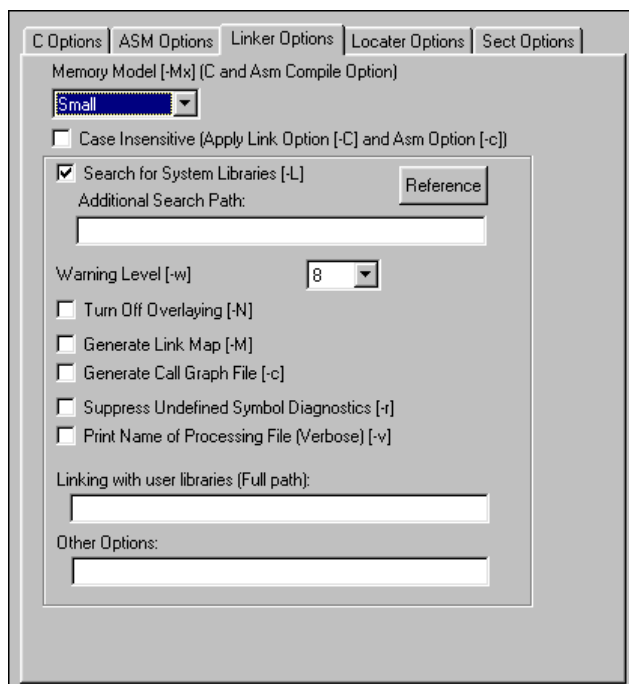 C Options ASM Options Linker Options Locater Options Sect Options
Memory Model [-Mx] (C and Asm Compile Option)
Small
Case Insensitive (Apply Link Option [-C] and Asm Option [-c])
Search for System Libraries [-L]
Reference
Additional Search Path:
Warning Level [-w] 8
Turn Off Overlaying [-N]
Generate Link Map [-M]
Generate Call Graph File [-c]
Suppress Undefined Symbol Diagnostics [-r]
Print Name of Processing File (Verbose) [-v]
Linking with user libraries (Full path):
Other Options: